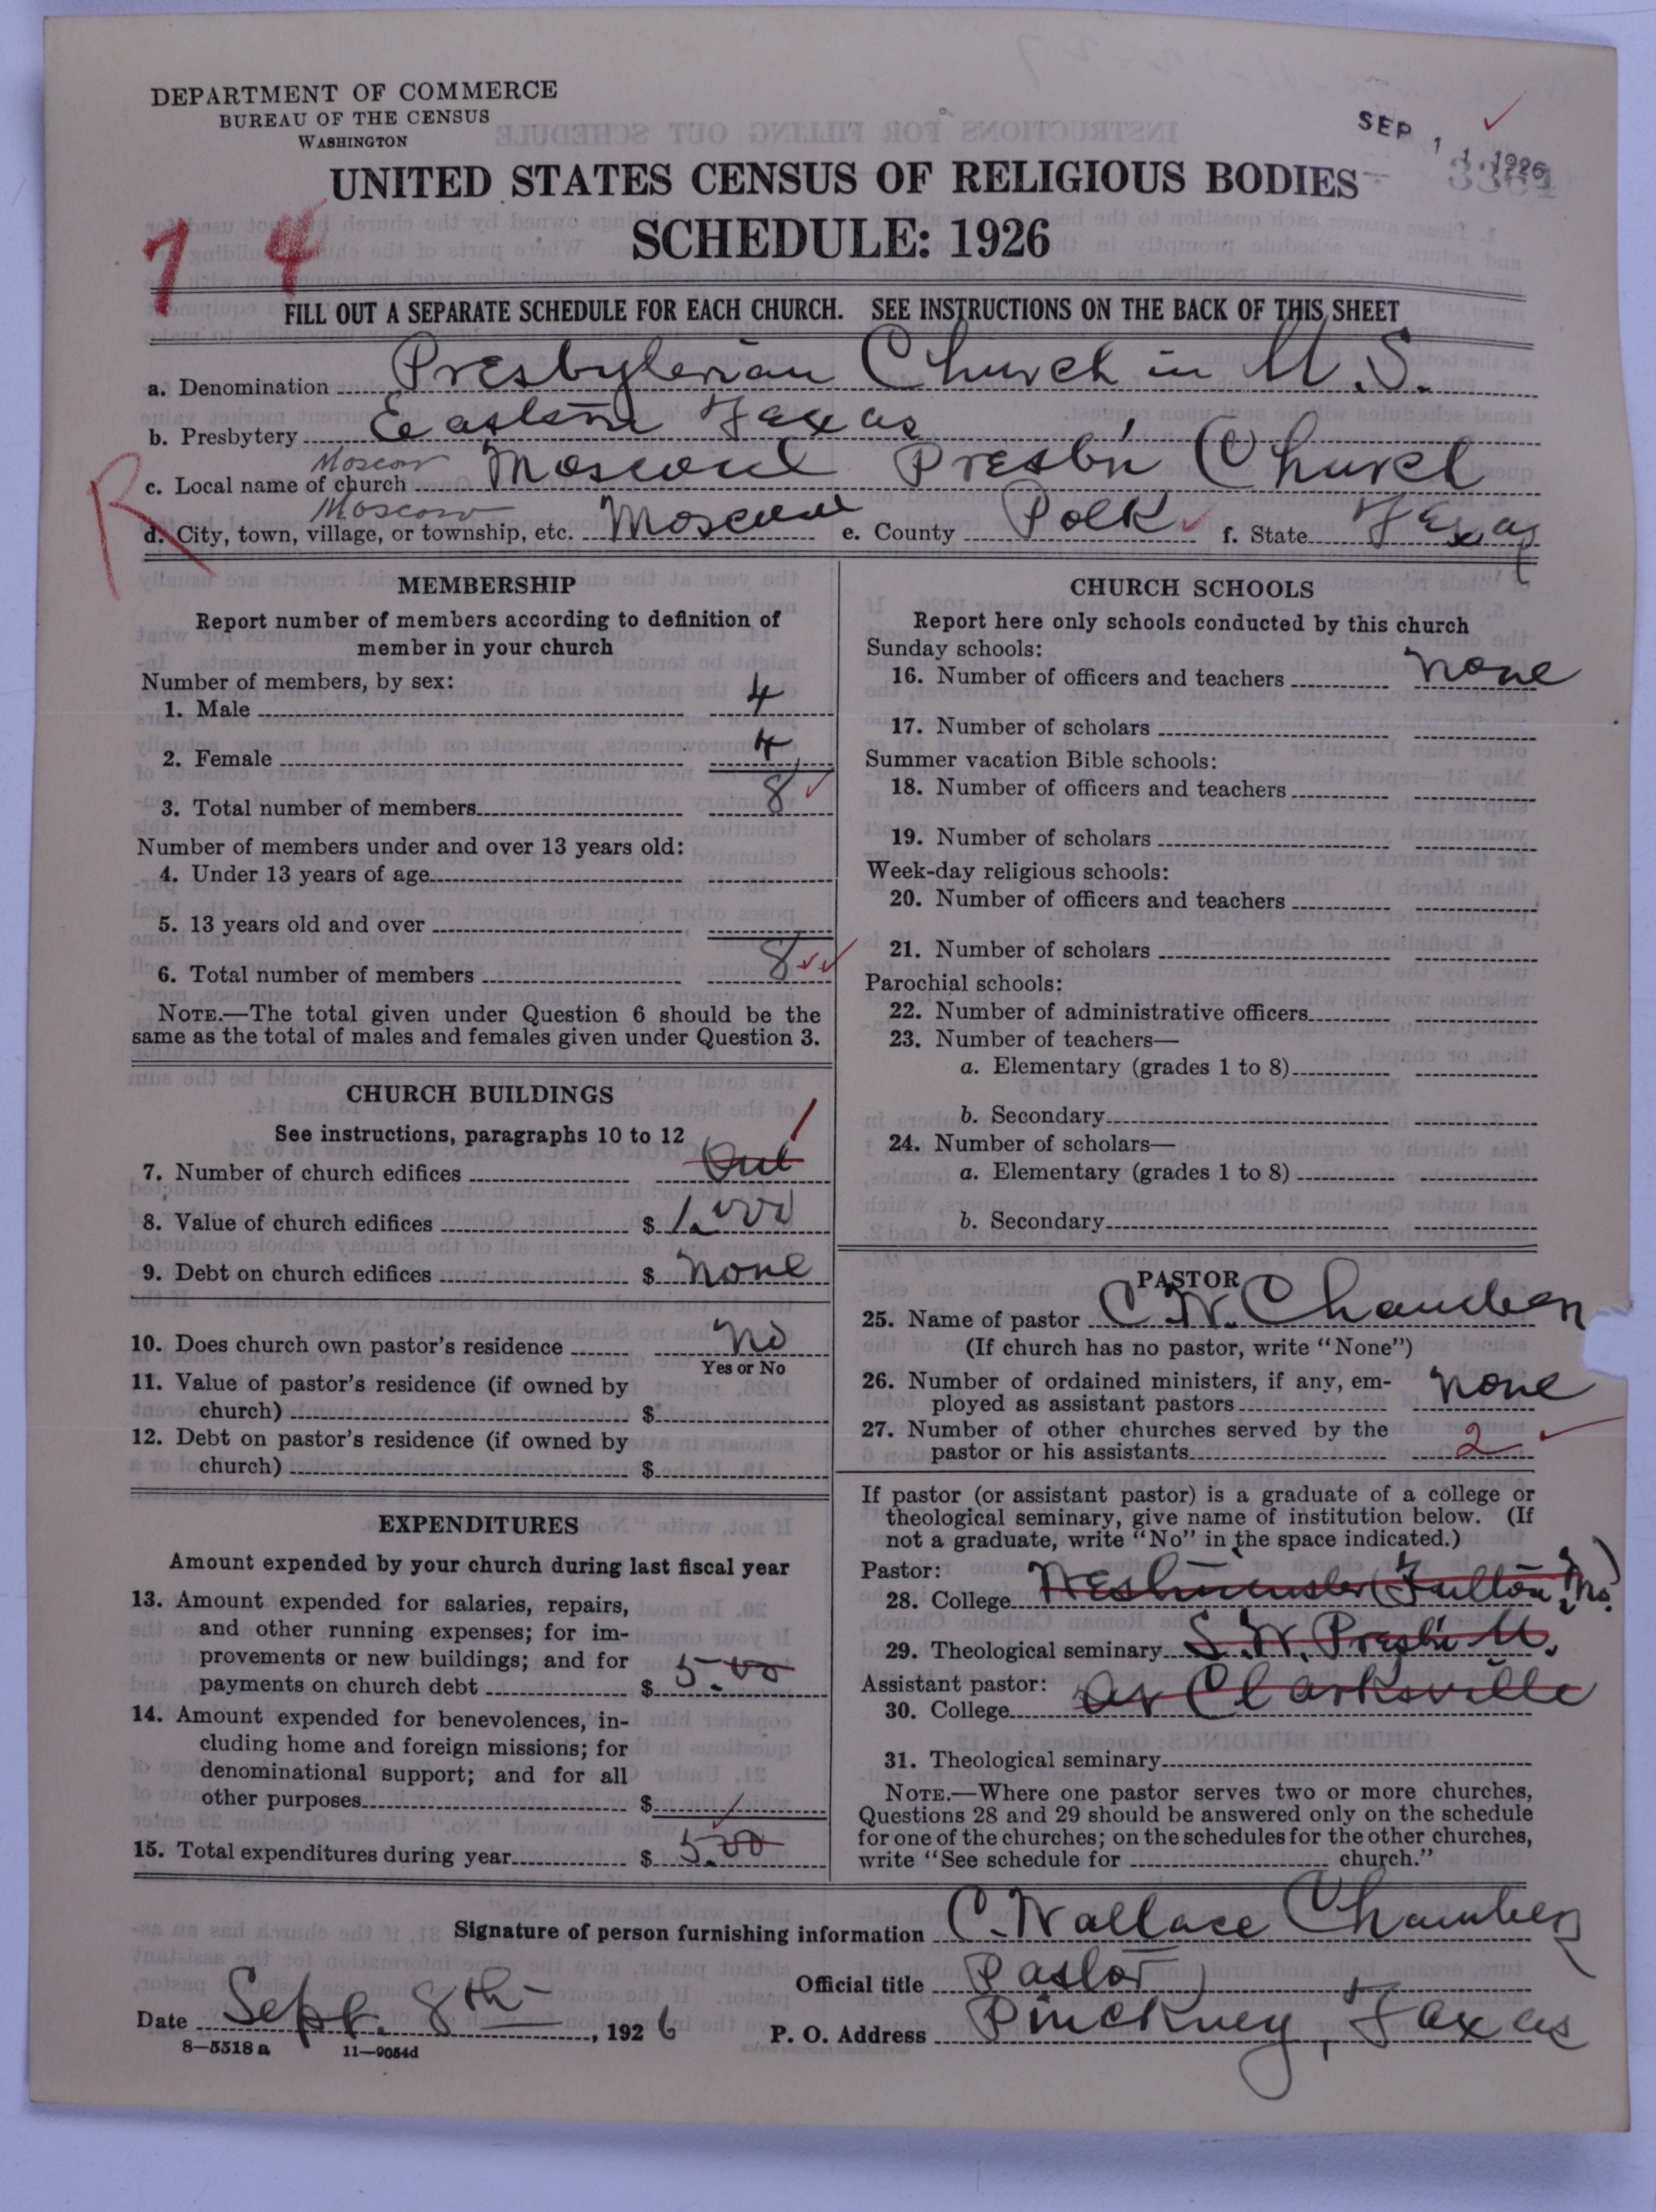 DEPARTMENT OF COMMERCE
BUREAU OF THE CENSUS
WASHINGTON
SEP 11 1926
UNITED STATES CENSUS OF RELIGIOUS BODIES
SCHEDULE: 1926
7 4
FILL OUT A SEPARATE SCHEDULE FOR EACH CHURCH. SEE INSTRUCTIONS ON THE BACK OF THIS SHEET
a. Denomination Presbyterian Church in U.S.
b. Presbytery Eastern Texas
Moscow
c. Local name of church Presb'n Church
R
Moscow
d. City, town, village, or township, etc. e. County Polk f. State Texas
MEMBERSHIP
Report number of members according to definition of
member in your church
Number of members, by sex:
1. Male 4
2. Female 4
3. Total number of members 8
Number of members under and over 13 years old:
4. Under 13 years of age
5. 13 years old and over
6. Total number of members 8
NOTE.—The total given under Question 6 should be the
same as the total of males and females given under Question 3.
CHURCH BUILDINGS
See instructions, paragraphs 10 to 12
1
7. Number of church edifices One
8. Value of church edifices $ 1.000
9. Debt on church edifices $ None
10. Does church own pastor's residence No
Yes or No
11. Value of pastor's residence (if owned by
church) $
12. Debt on pastor's residence (if owned by
church) $
EXPENDITURES
Amount expended by your church during last fiscal year
13. Amount expended for salaries, repairs,
and other running expenses; for im-
provements or new buildings; and for
payments on church debt $ 5.00
14. Amount expended for benevolences, in-
cluding home and foreign missions; for
denominational support; and for all
other purposes $
15. Total expenditures during year $ 5.00
CHURCH SCHOOLS
Report here only schools conducted by this church
Sunday schools:
16. Number of officers and teachers None
17. Number of scholars
Summer vacation Bible schools:
18. Number of officers and teachers
19. Number of scholars
Week-day religious schools:
20. Number of officers and teachers
21. Number of scholars
Parochial schools:
22. Number of administrative officers
23. Number of teachers—
a. Elementary (grades 1 to 8)
b. Secondary
24. Number of scholars—
a. Elementary (grades 1 to 8)
b. Secondary
PASTOR
25. Name of pastor C. W. Chambers
(If church has no pastor, write "None")
26. Number of ordained ministers, if any, em-
ployed as assistant pastors None
27. Number of other churches served by the
pastor or his assistants 2
If pastor (or assistant pastor) is a graduate of a college or
theological seminary, give name of institution below. (If
not a graduate, write "No" in the space indicated.)
Pastor:
28. College Westminster (Fulton, Mo.)
29. Theological seminary S. W. Presb'n U.
Assistant pastor:
30. College at Clarksville
31. Theological seminary
NOTE.—Where one pastor serves two or more churches,
Questions 28 and 29 should be answered only on the schedule
for one of the churches; on the schedules for the other churches,
write "See schedule for church."
Signature of person furnishing information C. Wallace Chambers
Official title Pastor
Date Sept. 8th, 1926 P. O. Address Pinckney, Texas
8—5518a 11—9054d